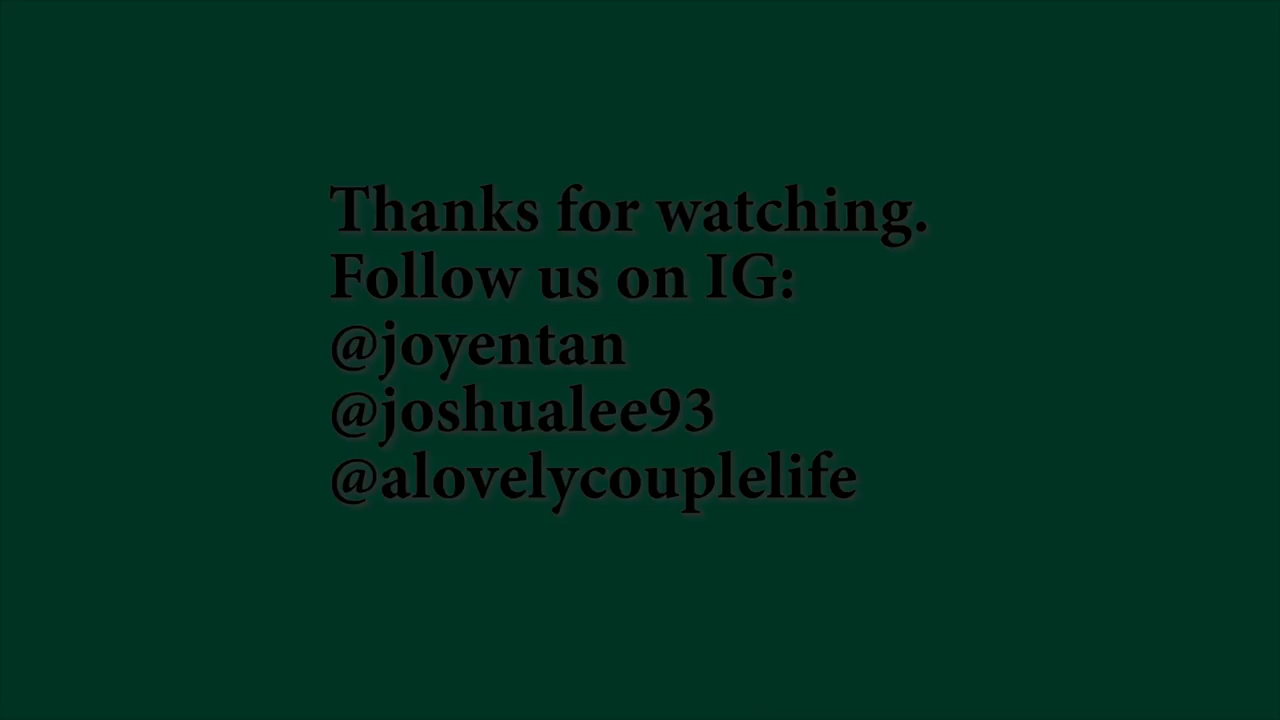 Thanks for watching.
Follow us on IG:
@joyentan
@joshualee93
@alovelycouplelife